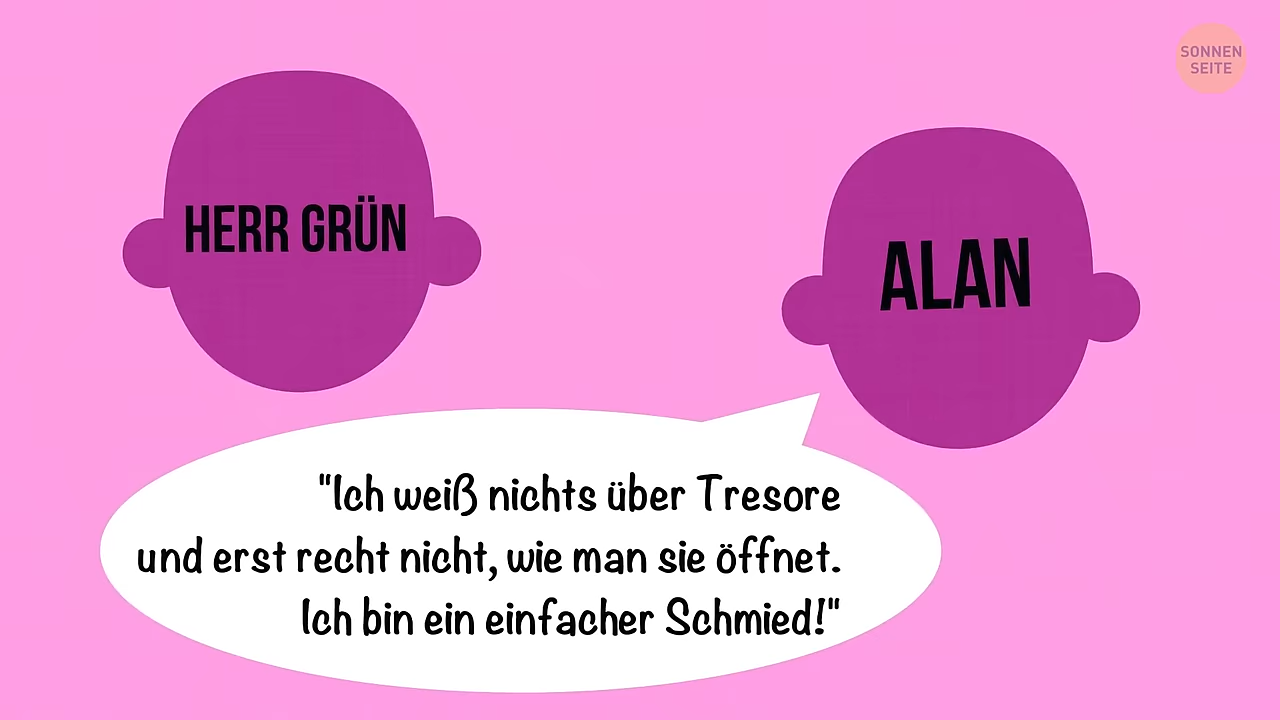 SONNEN
SEITE
HERR GRÜN
ALAN
"Ich weiß nichts über Tresore
und erst recht nicht, wie man sie öffnet.
Ich bin ein einfacher Schmied!"